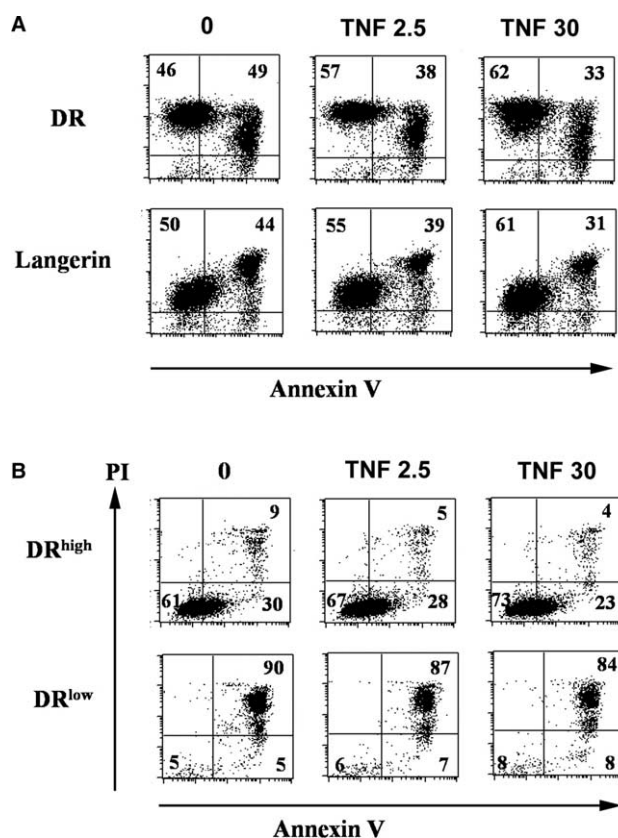 A
0 TNF 2.5 TNF 30
DR
46 49 57 38 62 33
Langerin
50 44 55 39 61 31
Annexin V
B
PI 0 TNF 2.5 TNF 30
DRhigh
9 5 4
61 30 67 28 73 23
DRlow
90 87 84
5 5 6 7 8 8
Annexin V